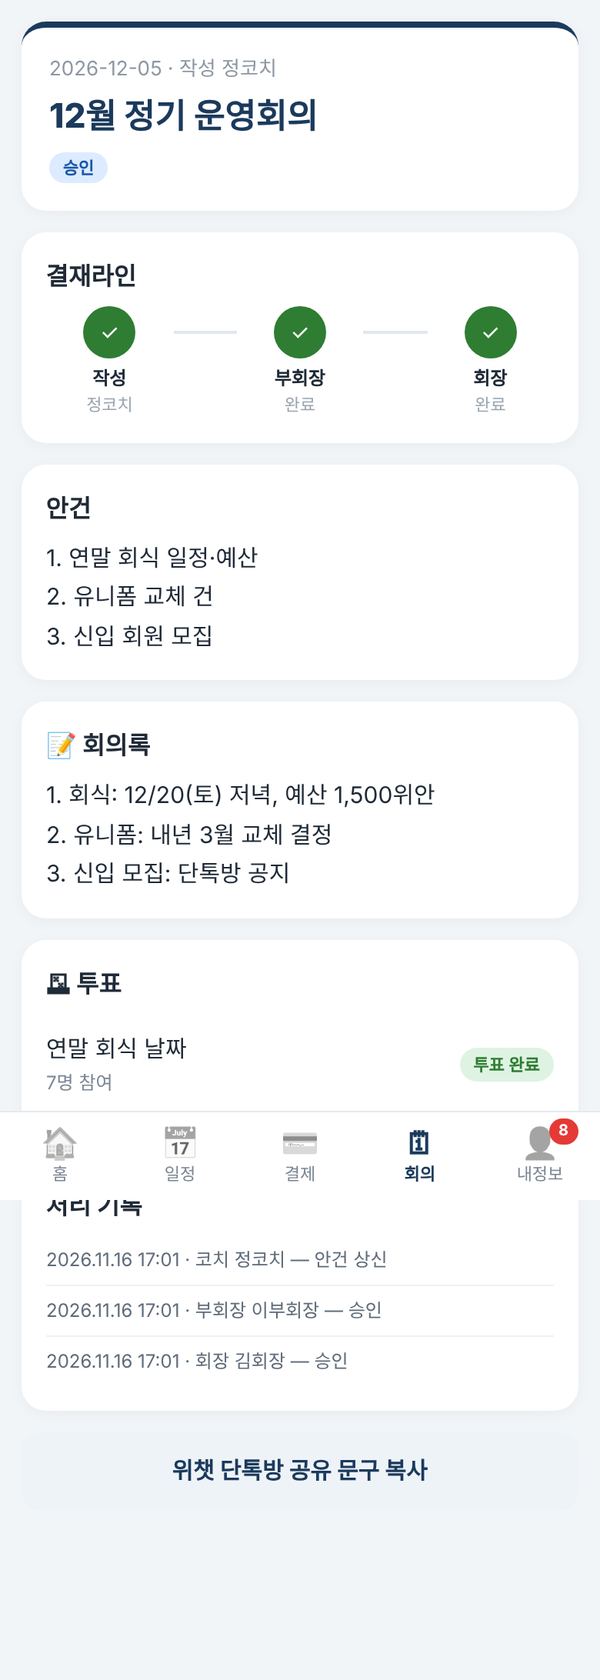 2026-12-05 · 작성 정코치
12월 정기 운영회의
승인
결재라인
작성
부회장
회장
정코치
완료
완료
안건
1. 연말 회식 일정·예산
2. 유니폼 교체 건
3. 신입 회원 모집
📝 회의록
1. 회식: 12/20(토) 저녁, 예산 1,500위안
2. 유니폼: 내년 3월 교체 결정
3. 신입 모집: 단톡방 공지
🗳 투표
연말 회식 날짜
7명 참여
투표 완료
July
17
1
8
홈
일정
결제
회의
내정보
처리 기록
2026.11.16 17:01 · 코치 정코치 — 안건 상신
2026.11.16 17:01 · 부회장 이부회장 — 승인
2026.11.16 17:01 · 회장 김회장 — 승인
위챗 단톡방 공유 문구 복사